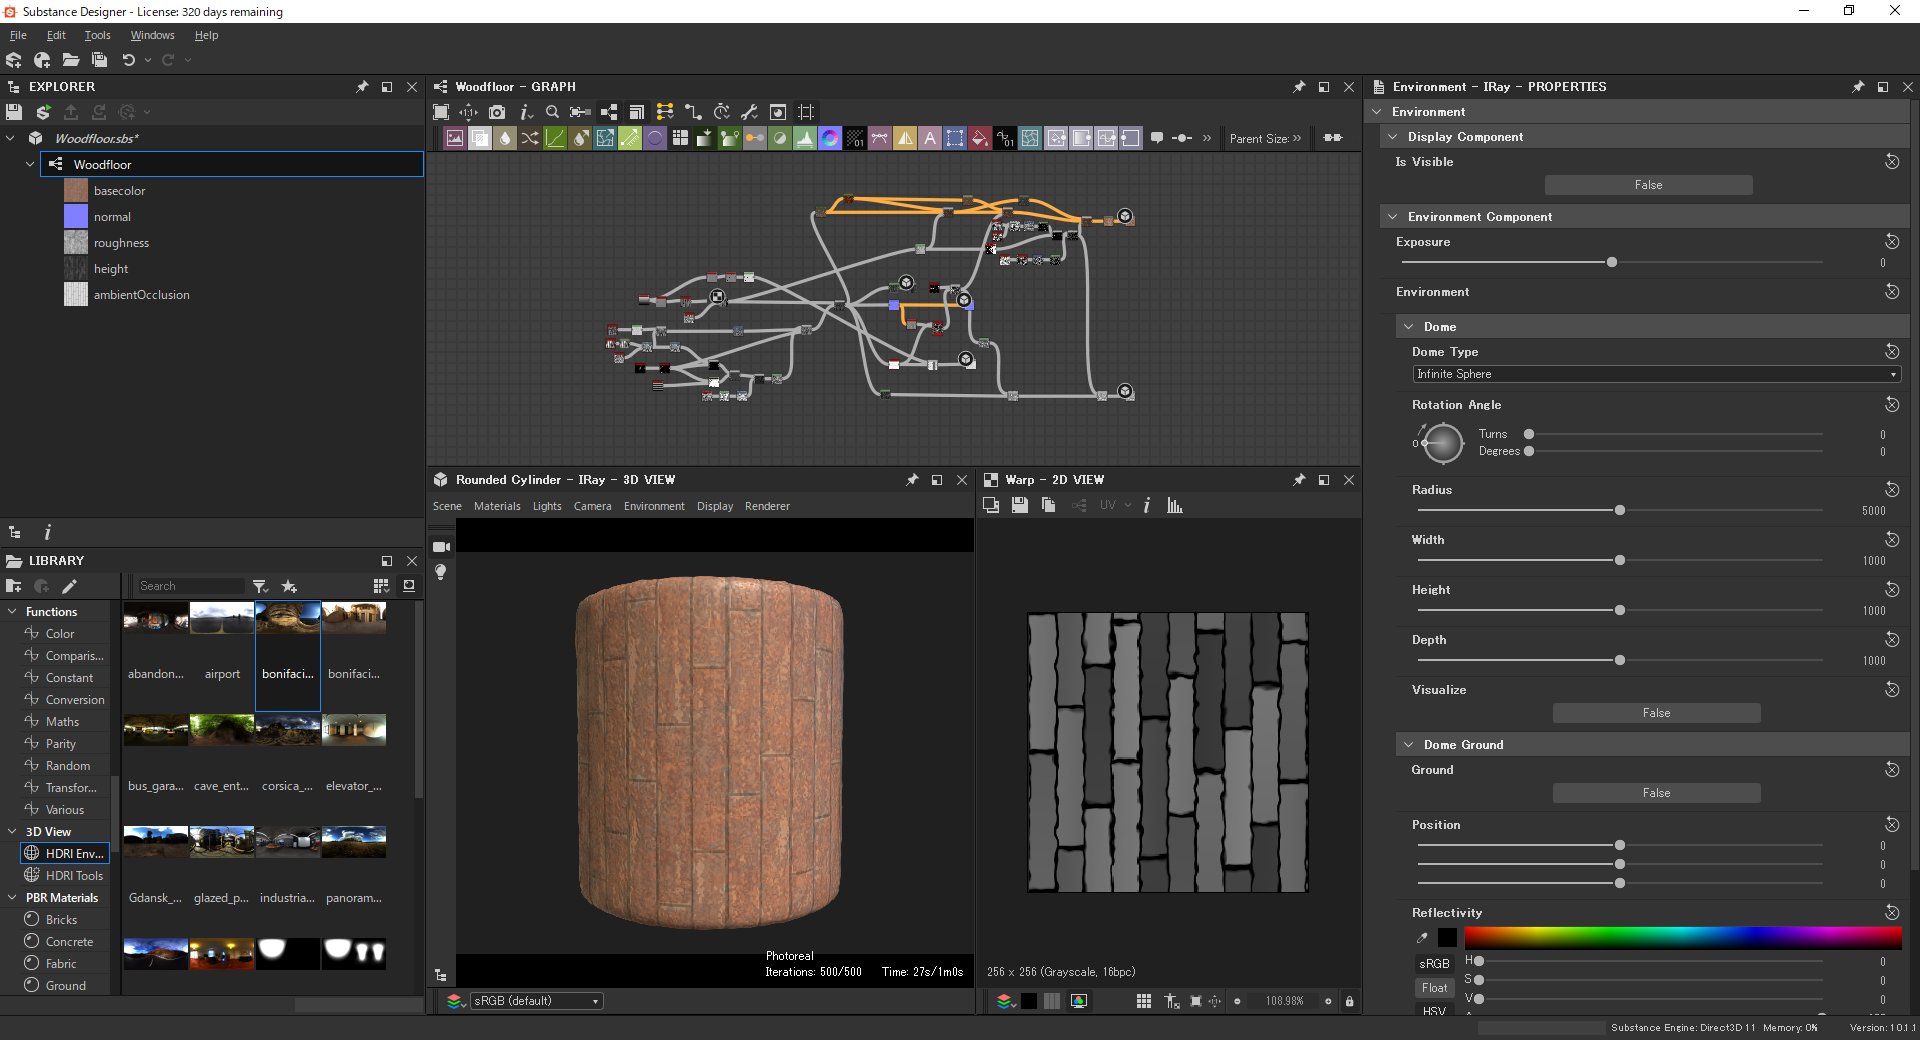 Substance Designer - License: 320 days remaining
File Edit Tools Windows Help
EXPLORER
Woodfloor.sbs*
Woodfloor
basecolor
normal
roughness
height
ambientOcclusion
LIBRARY
Search
Functions
Color
Comparis...
Constant
Conversion
Maths
Parity
Random
Transfor...
Various
3D View
HDRI Env...
HDRI Tools
PBR Materials
Bricks
Concrete
Fabric
Ground
abandon... airport bonifaci... bonifaci...
bus_gara... cave_ent... corsica_... elevator_...
Gdansk_... glazed_p... industria... panoram...
Woodfloor - GRAPH
Parent Size: »
Rounded Cylinder - IRay - 3D VIEW
Scene Materials Lights Camera Environment Display Renderer
Photoreal
Iterations: 500/500 Time: 27s/1m0s
sRGB (default)
Warp - 2D VIEW
UV
256 x 256 (Grayscale, 16bpc)
108.98%
Environment - IRay - PROPERTIES
Environment
Display Component
Is Visible
False
Environment Component
Exposure
0
Environment
Dome
Dome Type
Infinite Sphere
Rotation Angle
0
Turns 0
Degrees 0
Radius
5000
Width
1000
Height
1000
Depth
1000
Visualize
False
Dome Ground
Ground
False
Position
0
0
0
Reflectivity
sRGB
Float
HSV
H 0
S 0
V 0
Substance Engine: Direct3D 11 Memory: 0% Version: 10.1.1